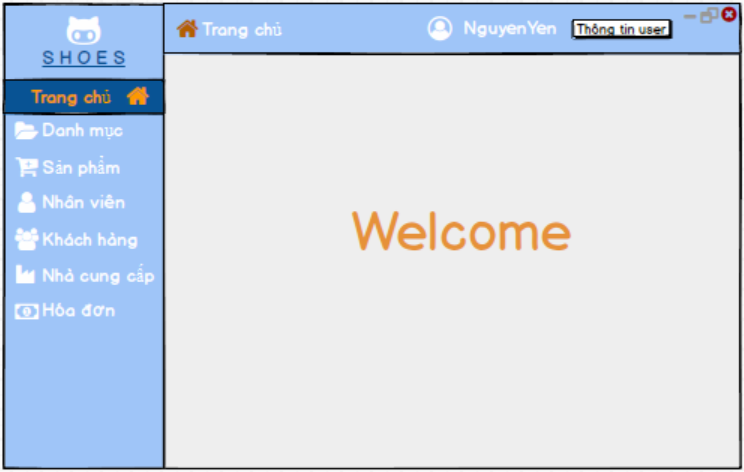 SHOES
Trang chủ
Danh mục
Sản phẩm
Nhân viên
Khách hàng
Nhà cung cấp
Hóa đơn
Trang chủ
NguyenYen
Thông tin user
Welcome